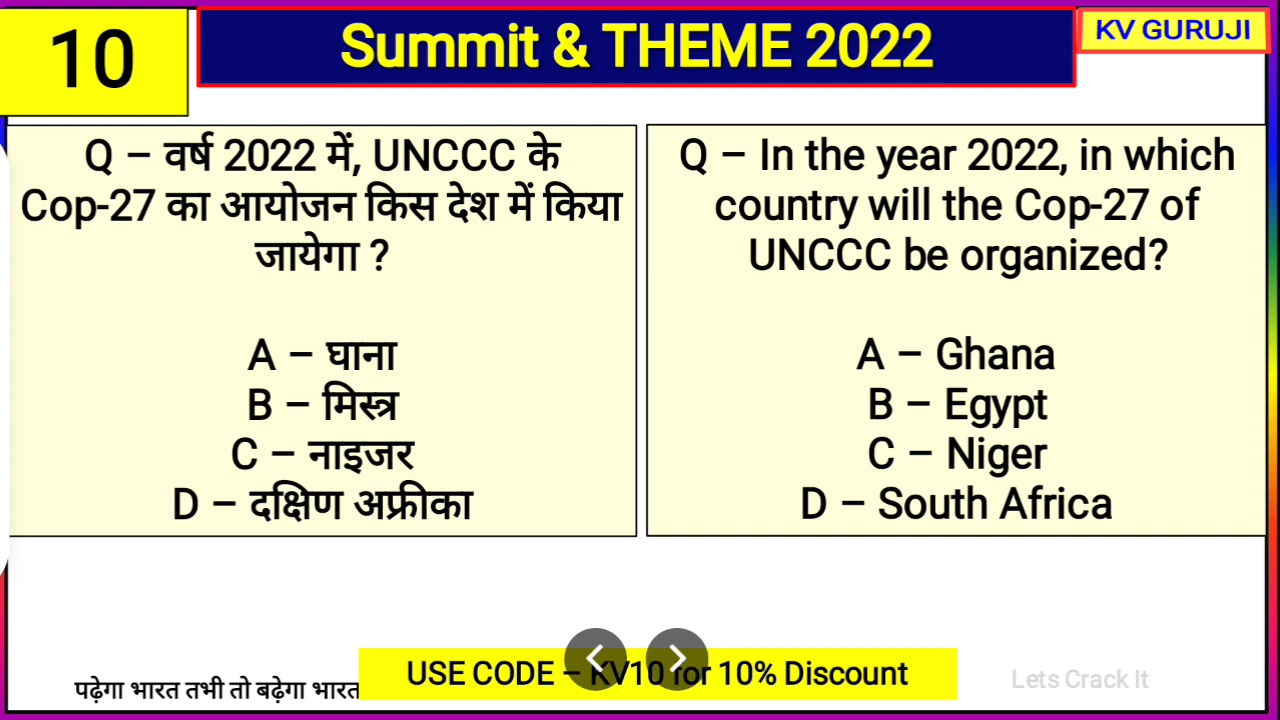 10
Summit & THEME 2022
KV GURUJI
Q – वर्ष 2022 में, UNCCC के
Cop-27 का आयोजन किस देश में किया
जायेगा ?
A – घाना
B – मिस्त्र
C – नाइजर
D – दक्षिण अफ्रीका
Q – In the year 2022, in which
country will the Cop-27 of
UNCCC be organized?
A – Ghana
B – Egypt
C – Niger
D – South Africa
पढ़ेगा भारत तभी तो बढ़ेगा भारत
USE CODE – KV10 for 10% Discount
Lets Crack It